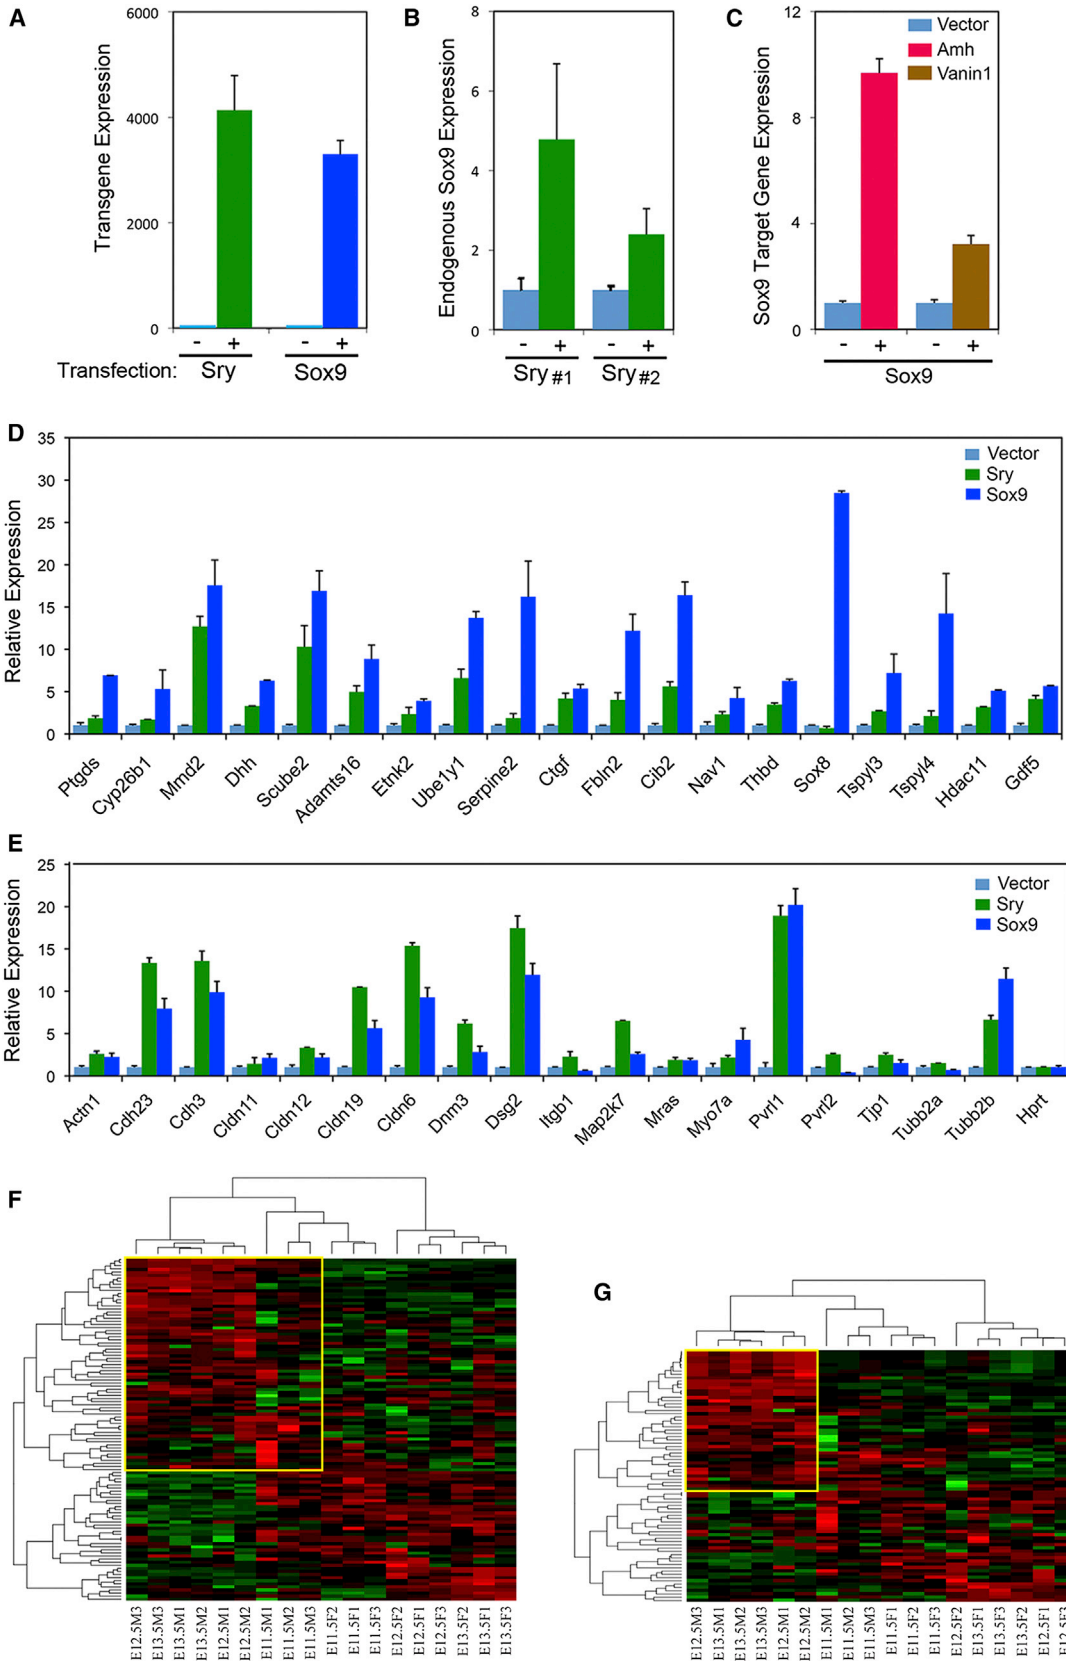 A
Transgene Expression
6000
4000
2000
0
- + - +
Transfection: Sry Sox9
B
Endogenous Sox9 Expression
8
6
4
2
0
- + - +
Sry #1 Sry #2
C
Sox9 Target Gene Expression
12
8
4
0
Vector
Amh
Vanin1
- + - +
Sox9
D
Relative Expression
35
30
25
20
15
10
5
0
Vector
Sry
Sox9
Ptgds Cyp26b1 Mmd2 Dhh Scube2 Adamts16 Etnk2 Ube1y1 Serpine2 Ctgf Fbln2 Cib2 Nav1 Thbd Sox8 Tspyl3 Tspyl4 Hdac11 Gdf5
E
Relative Expression
25
20
15
10
5
0
Vector
Sry
Sox9
Actn1 Cdh23 Cdh3 Cldn11 Cldn12 Cldn19 Cldn6 Dnm3 Dsg2 Itgb1 Map2k7 Mras Myo7a Pvrl1 Pvrl2 Tjp1 Tubb2a Tubb2b Hprt
F
E12.5M3 E13.5M3 E13.5M1 E13.5M2 E12.5M1 E12.5M2 E11.5M1 E11.5M2 E11.5M3 E11.5F2 E11.5F1 E11.5F3 E12.5F2 E12.5F1 E12.5F3 E13.5F2 E13.5F1 E13.5F3
G
E12.5M3 E13.5M1 E13.5M2 E13.5M3 E12.5M1 E12.5M2 E11.5M1 E11.5M2 E11.5M3 E11.5F1 E11.5F2 E11.5F3 E12.5F2 E13.5F1 E13.5F3 E13.5F2 E12.5F1 E12.5F3